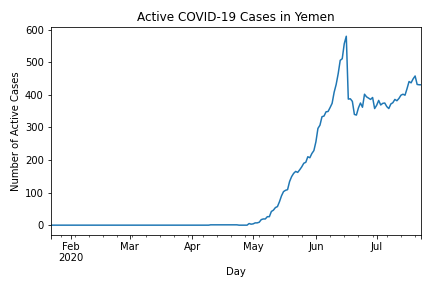 Active COVID-19 Cases in Yemen
Number of Active Cases
600
500
400
300
200
100
0
Feb
2020
Mar
Apr
May
Jun
Jul
Day